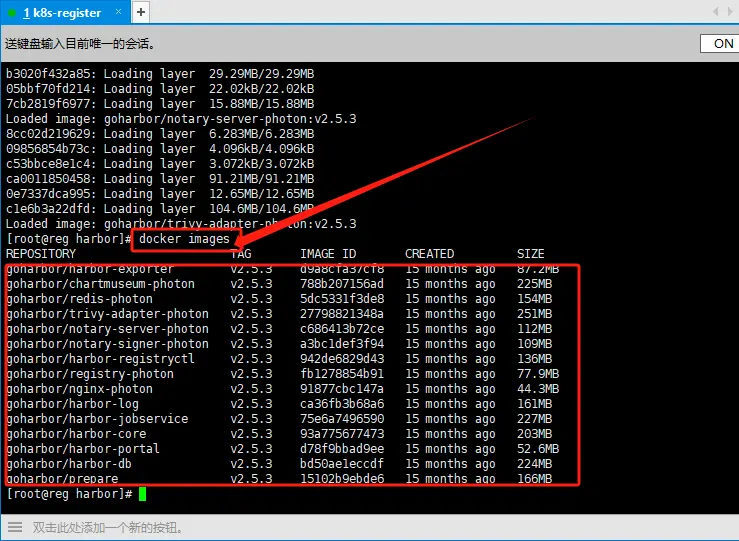 1 k8s-register × +
送键盘输入目前唯一的会话。 ON
b3020f432a85: Loading layer  29.29MB/29.29MB
05bbf70fd214: Loading layer  22.02kB/22.02kB
7cb2819f6977: Loading layer  15.88MB/15.88MB
Loaded image: goharbor/notary-server-photon:v2.5.3
8cc02d219629: Loading layer  6.283MB/6.283MB
09856854b73c: Loading layer  4.096kB/4.096kB
c53bbce8e1c4: Loading layer  3.072kB/3.072kB
ca0011850458: Loading layer  91.21MB/91.21MB
0e7337dca995: Loading layer  12.65MB/12.65MB
c1e6b3a22dfd: Loading layer  104.6MB/104.6MB
Loaded image: goharbor/trivy-adapter-photon:v2.5.3
[root@reg harbor]# docker images
REPOSITORY TAG IMAGE ID CREATED SIZE
goharbor/harbor-exporter v2.5.3 d9a8cfa37cf8 15 months ago 87.2MB
goharbor/chartmuseum-photon v2.5.3 788b207156ad 15 months ago 225MB
goharbor/redis-photon v2.5.3 5dc5331f3de8 15 months ago 154MB
goharbor/trivy-adapter-photon v2.5.3 27798821348a 15 months ago 251MB
goharbor/notary-server-photon v2.5.3 c686413b72ce 15 months ago 112MB
goharbor/notary-signer-photon v2.5.3 a3bc1def3f94 15 months ago 109MB
goharbor/harbor-registryctl v2.5.3 942de6829d43 15 months ago 136MB
goharbor/registry-photon v2.5.3 fb1278854b91 15 months ago 77.9MB
goharbor/nginx-photon v2.5.3 91877cbc147a 15 months ago 44.3MB
goharbor/harbor-log v2.5.3 ca36fb3b68a6 15 months ago 161MB
goharbor/harbor-jobservice v2.5.3 75e6a7496590 15 months ago 227MB
goharbor/harbor-core v2.5.3 93a775677473 15 months ago 203MB
goharbor/harbor-portal v2.5.3 d78f9bbad9ee 15 months ago 52.6MB
goharbor/harbor-db v2.5.3 bd50ae1eccdf 15 months ago 224MB
goharbor/prepare v2.5.3 15102b9ebde6 15 months ago 166MB
[root@reg harbor]#
双击此处添加一个新的按钮。